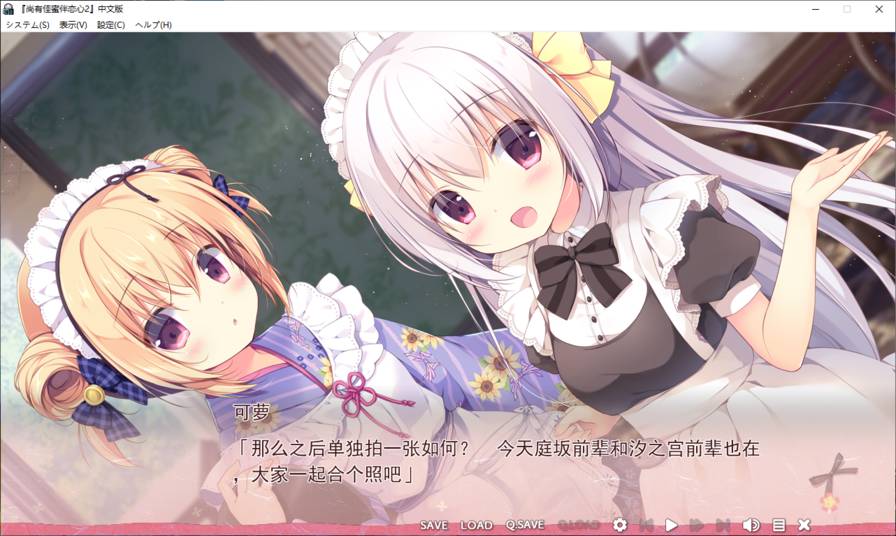 『尚有佳蜜伴恋心2』中文版
システム(S) 表示(V) 設定(C) ヘルプ(H)
可萝
「那么之后单独拍一张如何？　今天庭坂前辈和汐之宫前辈也在
，大家一起合个照吧」
SAVE LOAD Q.SAVE Q.LOAD